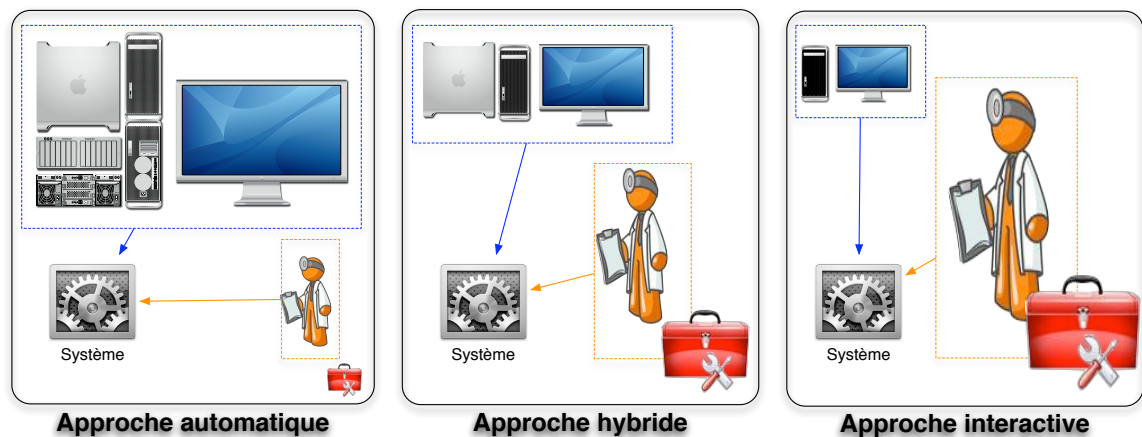 Système
Système
Système
Approche automatique
Approche hybride
Approche interactive